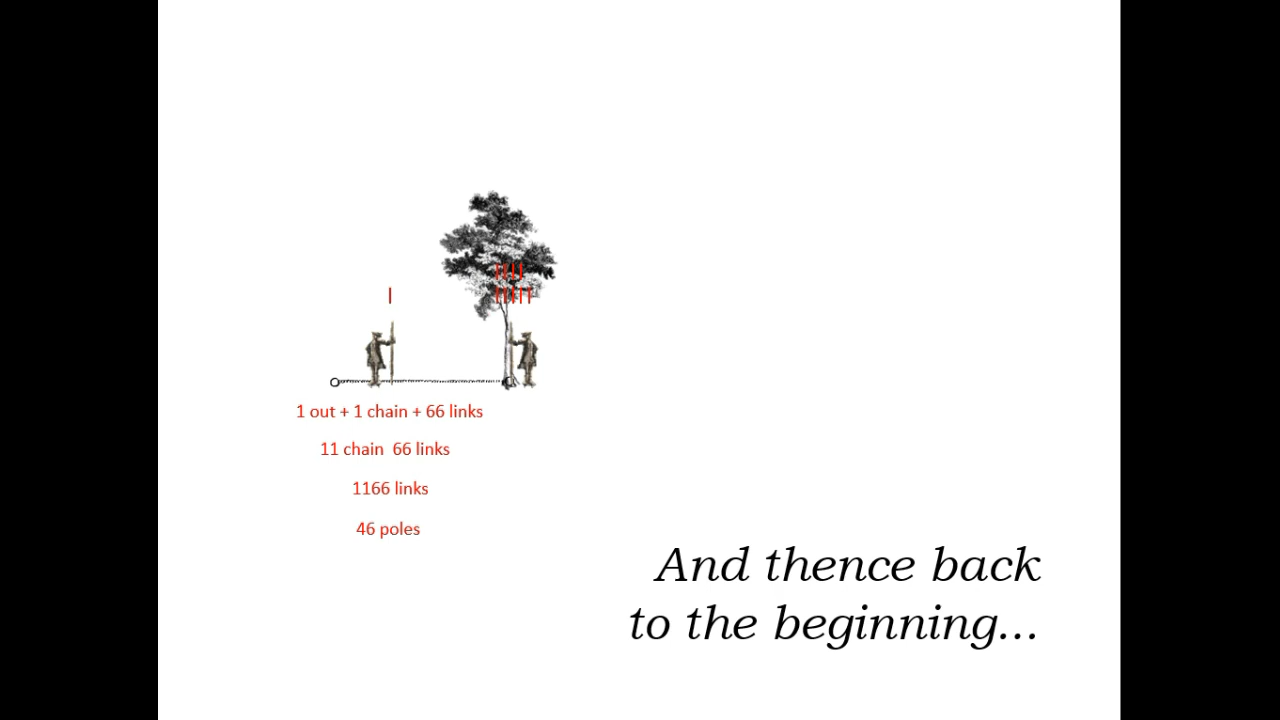 1 out + 1 chain + 66 links
11 chain 66 links
1166 links
46 poles
And thence back
to the beginning...